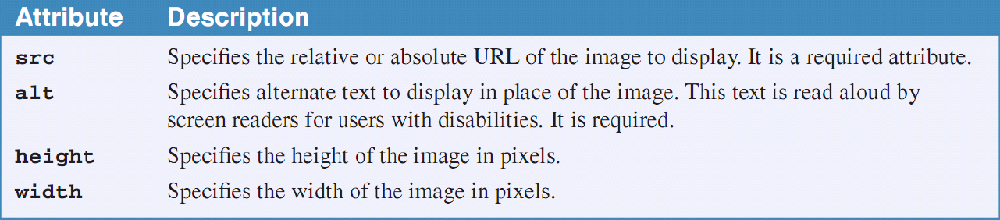 Attribute Description
src Specifies the relative or absolute URL of the image to display. It is a required attribute.
alt Specifies alternate text to display in place of the image. This text is read aloud by
screen readers for users with disabilities. It is required.
height Specifies the height of the image in pixels.
width Specifies the width of the image in pixels.